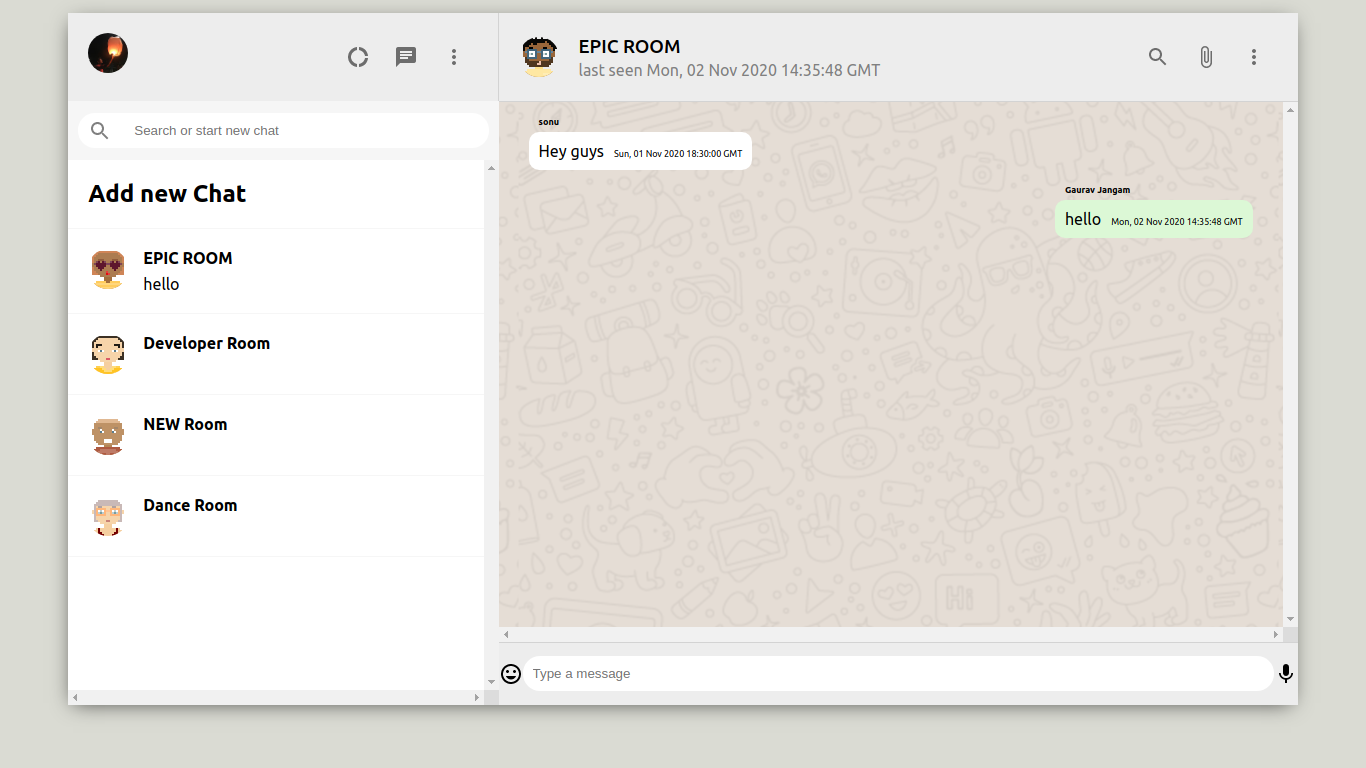 EPIC ROOM
last seen Mon, 02 Nov 2020 14:35:48 GMT
Search or start new chat
Add new Chat
EPIC ROOM
hello
Developer Room
NEW Room
Dance Room
sonu
Hey guys Sun, 01 Nov 2020 18:30:00 GMT
Gaurav Jangam
hello Mon, 02 Nov 2020 14:35:48 GMT
Hi
Type a message